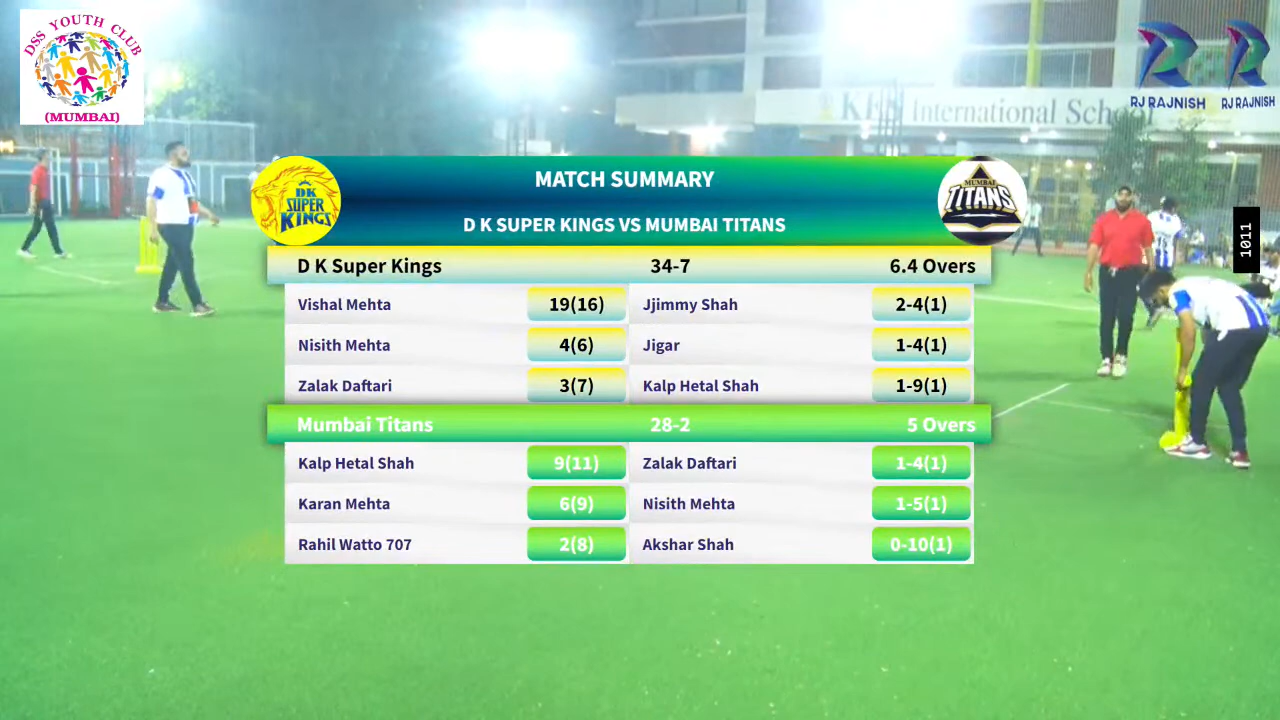 DSS YOUTH CLUB
(MUMBAI)
RJ RAJNISH RJ RAJNISH
KES International School
1011
MATCH SUMMARY
D K SUPER KINGS VS MUMBAI TITANS
DK
SUPER
KINGS
MUMBAI
TITANS
D K Super Kings 34-7 6.4 Overs
Vishal Mehta 19(16) Jjimmy Shah 2-4(1)
Nisith Mehta 4(6) Jigar 1-4(1)
Zalak Daftari 3(7) Kalp Hetal Shah 1-9(1)
Mumbai Titans 28-2 5 Overs
Kalp Hetal Shah 9(11) Zalak Daftari 1-4(1)
Karan Mehta 6(9) Nisith Mehta 1-5(1)
Rahil Watto 707 2(8) Akshar Shah 0-10(1)